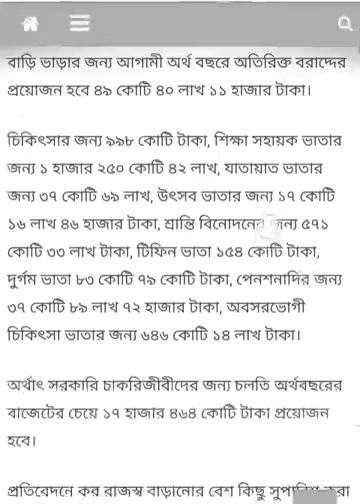 বাড়ি ভাড়ার জন্য আগামী অর্থ বছরে অতিরিক্ত বরাদ্দের
প্রয়োজন হবে ৪৯ কোটি ৪০ লাখ ১১ হাজার টাকা।
চিকিৎসার জন্য ৯৯৮ কোটি টাকা, শিক্ষা সহায়ক ভাতার
জন্য ১ হাজার ২৫০ কোটি ৪২ লাখ, যাতায়াত ভাতার
জন্য ৩৭ কোটি ৬৯ লাখ, উৎসব ভাতার জন্য ১৭ কোটি
১৬ লাখ ৪৬ হাজার টাকা, শ্রান্তি বিনোদনের জন্য ৫৭১
কোটি ৩৩ লাখ টাকা, টিফিন ভাতা ১৫৪ কোটি টাকা,
দুর্গম ভাতা ৮৩ কোটি ৭৯ কোটি টাকা, পেনশনাদির জন্য
৩৭ কোটি ৮৯ লাখ ৭২ হাজার টাকা, অবসরভোগী
চিকিৎসা ভাতার জন্য ৬৪৬ কোটি ১৪ লাখ টাকা।
অর্থাৎ সরকারি চাকরিজীবীদের জন্য চলতি অর্থবছরের
বাজেটের চেয়ে ১৭ হাজার ৪৬৪ কোটি টাকা প্রয়োজন
হবে।
প্রতিবেদনে কর রাজস্ব বাড়ানোর বেশ কিছু সুপারিশ করা